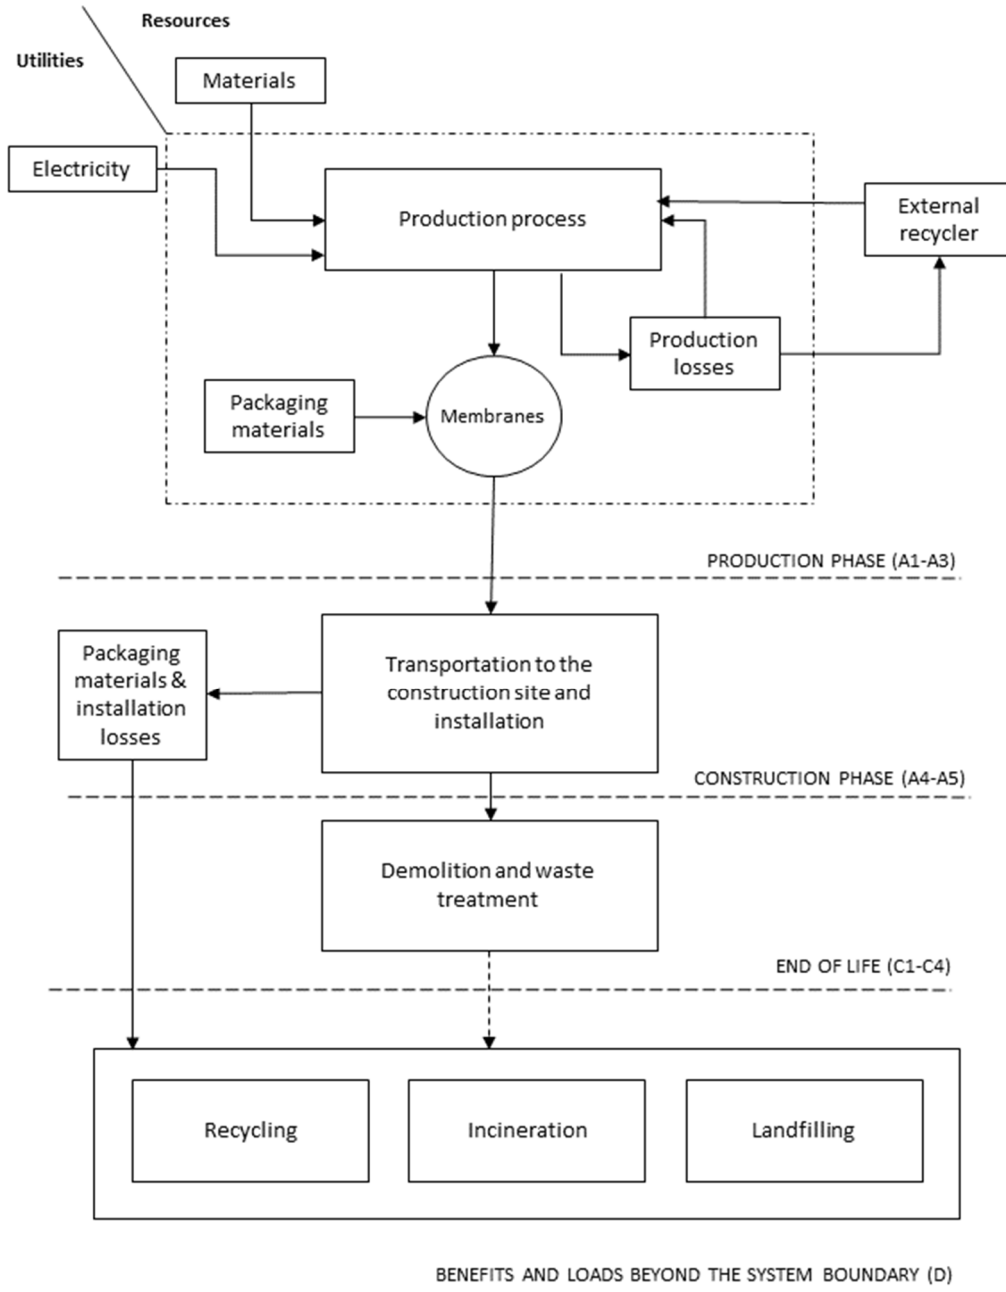 Resources
Utilities
Materials
Electricity
Production process
External
recycler
Production
losses
Packaging
materials
Membranes
PRODUCTION PHASE (A1-A3)
Packaging
materials &
installation
losses
Transportation to the
construction site and
installation
CONSTRUCTION PHASE (A4-A5)
Demolition and waste
treatment
END OF LIFE (C1-C4)
Recycling
Incineration
Landfilling
BENEFITS AND LOADS BEYOND THE SYSTEM BOUNDARY (D)